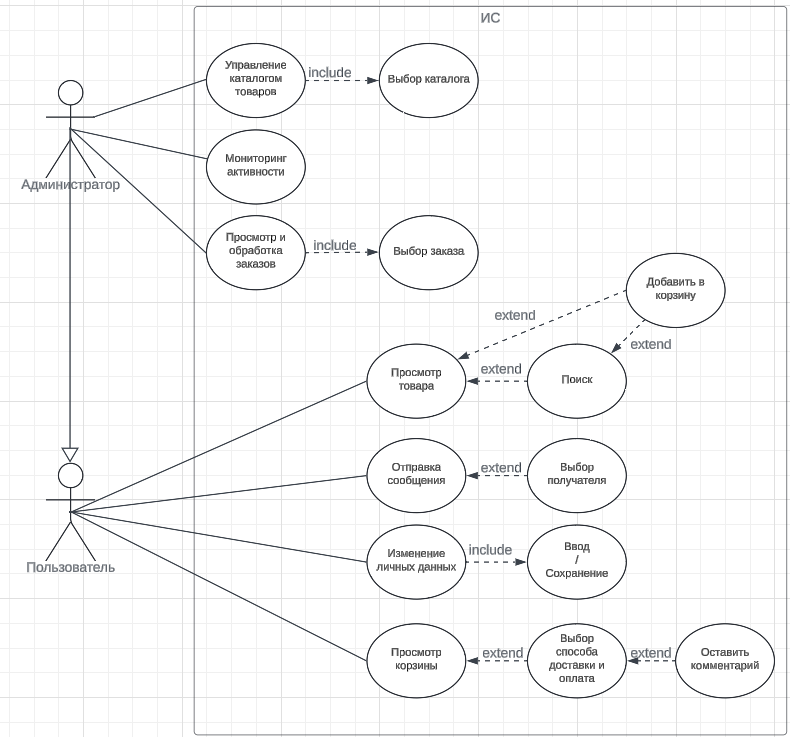 ИС
Управление
каталогом
товаров
include
Выбор каталога
Мониторинг
активности
Администратор
Просмотр и
обработка
заказов
include
Выбор заказа
Добавить в
корзину
extend
extend
Просмотр
товара
extend
Поиск
Отправка
сообщения
extend
Выбор
получателя
Пользователь
Изменение
личных данных
include
Ввод
/
Сохранение
Просмотр
корзины
extend
Выбор
способа
доставки и
оплата
extend
Оставить
комментарий